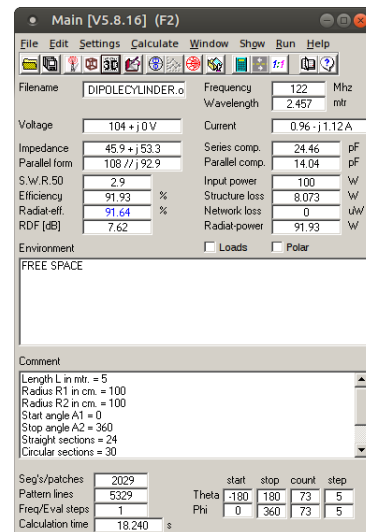 Main [V5.8.16] (F2)
File Edit Settings Calculate Window Show Run Help
3D 1:1
Filename DIPOLECYLINDER.o Frequency 122 Mhz
Wavelength 2.457 mtr
Voltage 104 + j 0 V Current 0.96 - j 1.12 A
Impedance 45.9 + j 53.3 Series comp. 24.46 pF
Parallel form 108 // j 92.9 Parallel comp. 14.04 pF
S.W.R.50 2.9 Input power 100 W
Efficiency 91.93 % Structure loss 8.073 W
Radiat-eff. 91.64 % Network loss 0 uW
RDF [dB] 7.62 Radiat-power 91.93 W
Environment Loads Polar
FREE SPACE
Comment
Length L in mtr. = 5
Radius R1 in cm. = 100
Radius R2 in cm. = 100
Start angle A1 = 0
Stop angle A2 = 360
Straight sections = 24
Circular sections = 30
Seg's/patches 2029 start stop count step
Pattern lines 5329 Theta -180 180 73 5
Freq/Eval steps 1 Phi 0 360 73 5
Calculation time 18.240 s